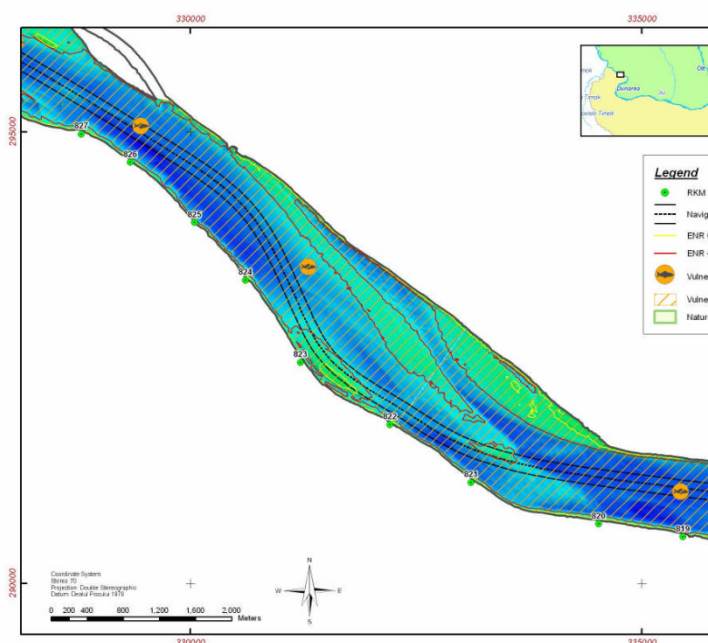 330000
335000
Dunarea
Jiu
Timok
827
295000
295000
826
Legend
RKM
825
Navig
ENR
ENR
824
Vulne
Vulne
Natur
823
822
821
820
819
Coordinate System
Stereo 70
Projection: Double Stereographic
Datum: Dealul Piscului 1970
N
W E
S
290000
0 200 400 800 1,200 1,600 2,000
Meters
330000
335000